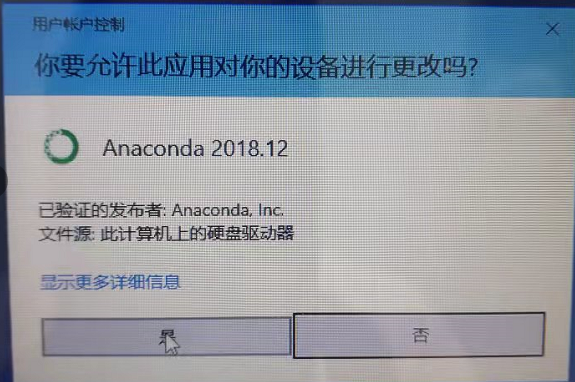 用户帐户控制
你要允许此应用对你的设备进行更改吗?
Anaconda 2018.12
已验证的发布者: Anaconda, Inc.
文件源: 此计算机上的硬盘驱动器
显示更多详细信息
是
否